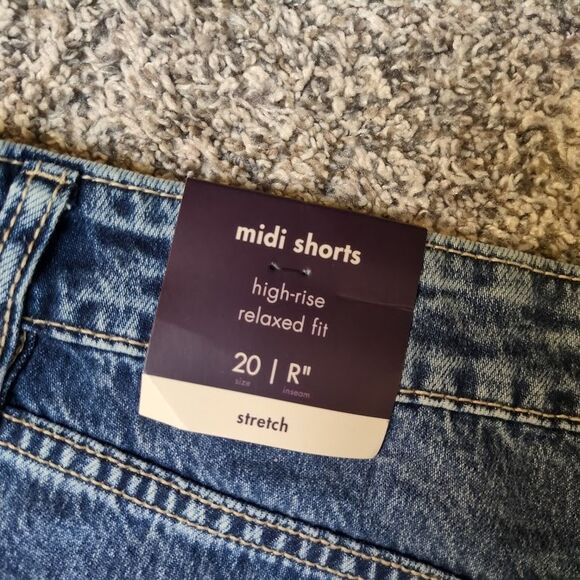 midi shorts
high-rise
relaxed fit
20 | R"
size inseam
stretch